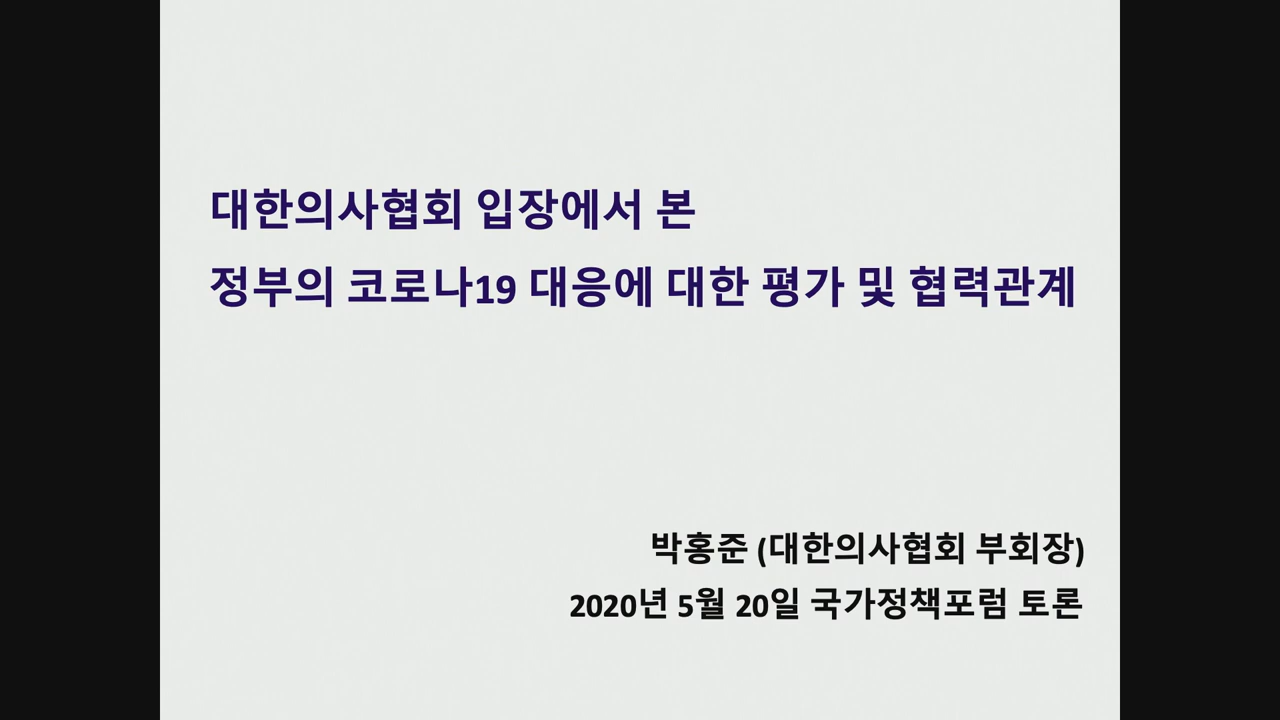 대한의사협회 입장에서 본
정부의 코로나19 대응에 대한 평가 및 협력관계
박홍준 (대한의사협회 부회장)
2020년 5월 20일 국가정책포럼 토론